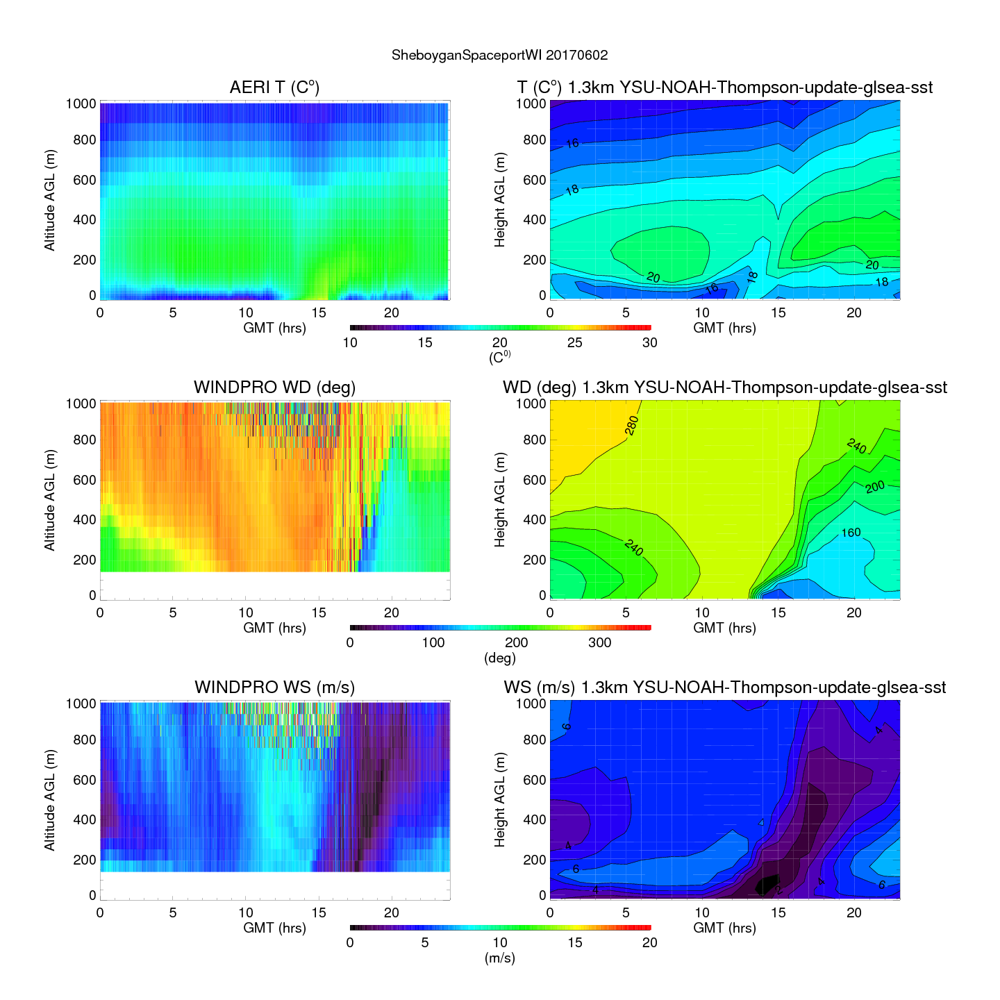 SheboyganSpaceportWI 20170602
AERI T (C°)
T (C°) 1.3km YSU-NOAH-Thompson-update-glsea-sst
1000
800
600
400
200
0
Altitude AGL (m)
0 5 10 15 20
GMT (hrs)
1000
800
600
400
200
0
Height AGL (m)
16
18
20
16
18
20
18
0 5 10 15 20
GMT (hrs)
10 15 20 25 30
(C⁰⁾
WINDPRO WD (deg)
WD (deg) 1.3km YSU-NOAH-Thompson-update-glsea-sst
1000
800
600
400
200
0
Altitude AGL (m)
0 5 10 15 20
GMT (hrs)
1000
800
600
400
200
0
Height AGL (m)
280
240
240
200
160
0 5 10 15 20
GMT (hrs)
0 100 200 300
(deg)
WINDPRO WS (m/s)
WS (m/s) 1.3km YSU-NOAH-Thompson-update-glsea-sst
1000
800
600
400
200
0
Altitude AGL (m)
0 5 10 15 20
GMT (hrs)
1000
800
600
400
200
0
Height AGL (m)
6
4
4
6
4
2
4
6
0 5 10 15 20
GMT (hrs)
0 5 10 15 20
(m/s)